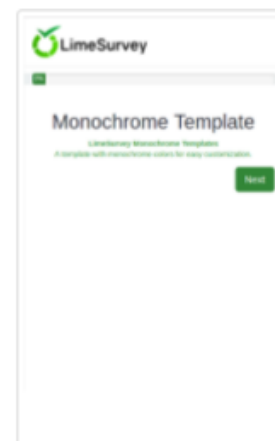 LimeSurvey
Monochrome Template
LimeSurvey Monochrome Templates
A template with monochrome colors for easy customization.
Next